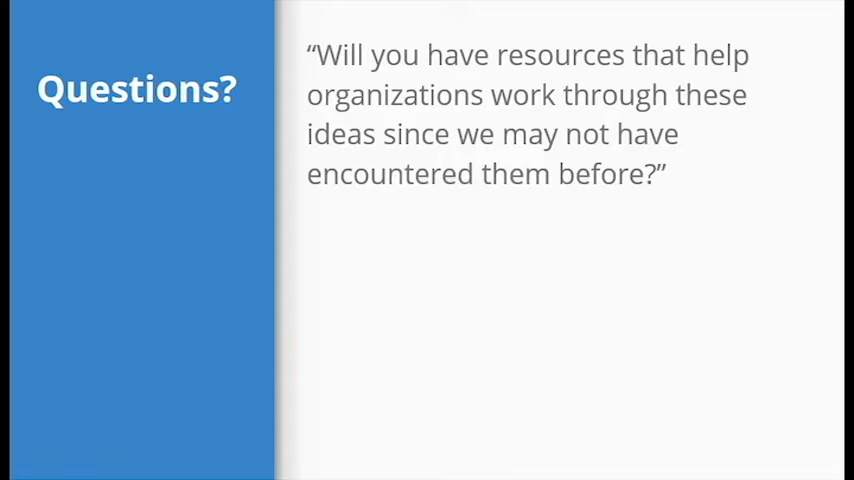 Questions?
“Will you have resources that help
organizations work through these
ideas since we may not have
encountered them before?”